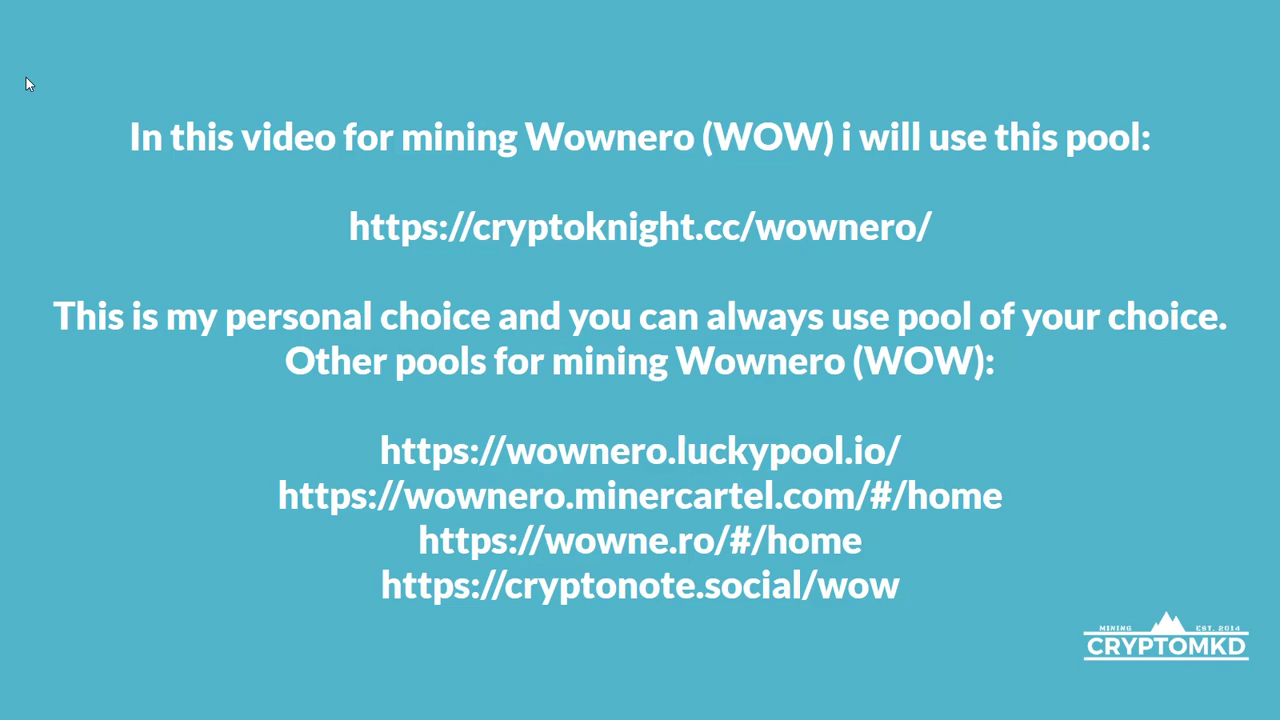 In this video for mining Wownero (WOW) i will use this pool:
https://cryptoknight.cc/wownero/
This is my personal choice and you can always use pool of your choice.
Other pools for mining Wownero (WOW):
https://wownero.luckypool.io/
https://wownero.minercartel.com/#/home
https://wowne.ro/#/home
https://cryptonote.social/wow
MINING EST. 2014
CRYPTOMKD